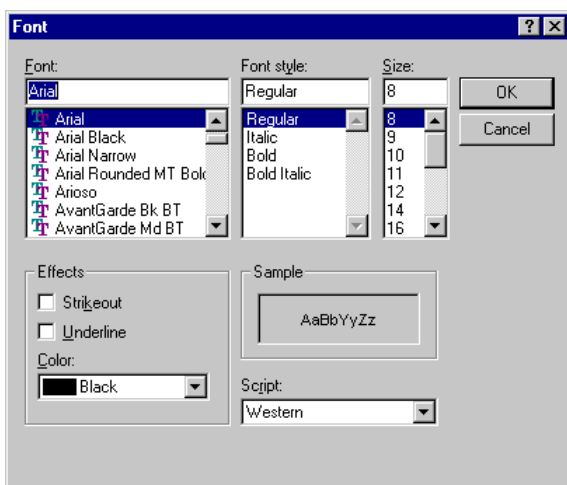 Font
Font:
Arial
Arial
Arial Black
Arial Narrow
Arial Rounded MT Bold
Arioso
AvantGarde Bk BT
AvantGarde Md BT
Font style:
Regular
Regular
Italic
Bold
Bold Italic
Size:
8
8
9
10
11
12
14
16
OK
Cancel
Effects
Strikeout
Underline
Color:
Black
Sample
AaBbYyZz
Script:
Western